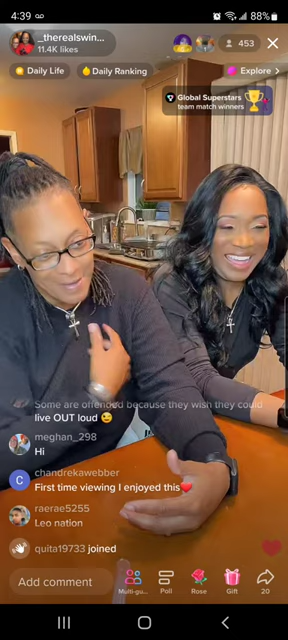 4:39
88%
_therealswin...
11.4K likes
453
Daily Life
Daily Ranking
Explore >
Global Superstars
team match winners
Some are offended because they wish they could
live OUT loud 😉
meghan_298
Hi
C
chandrekawebber
First time viewing I enjoyed this❤️
raerae5255
Leo nation
quita19733 joined
Add comment
Multi-gu...
Poll
Rose
Gift
20